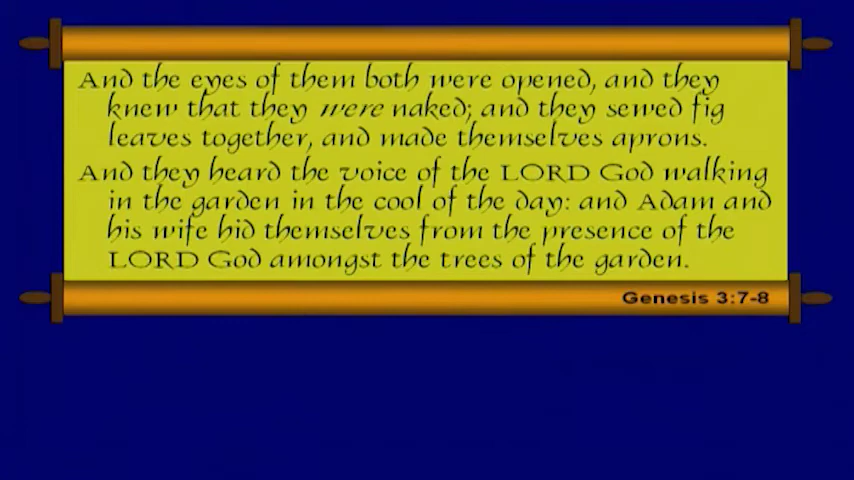 And the eyes of them both were opened, and they
knew that they were naked; and they sewed fig
leaves together, and made themselves aprons.
And they heard the voice of the LORD God walking
in the garden in the cool of the day: and Adam and
his wife hid themselves from the presence of the
LORD God amongst the trees of the garden.
Genesis 3:7-8